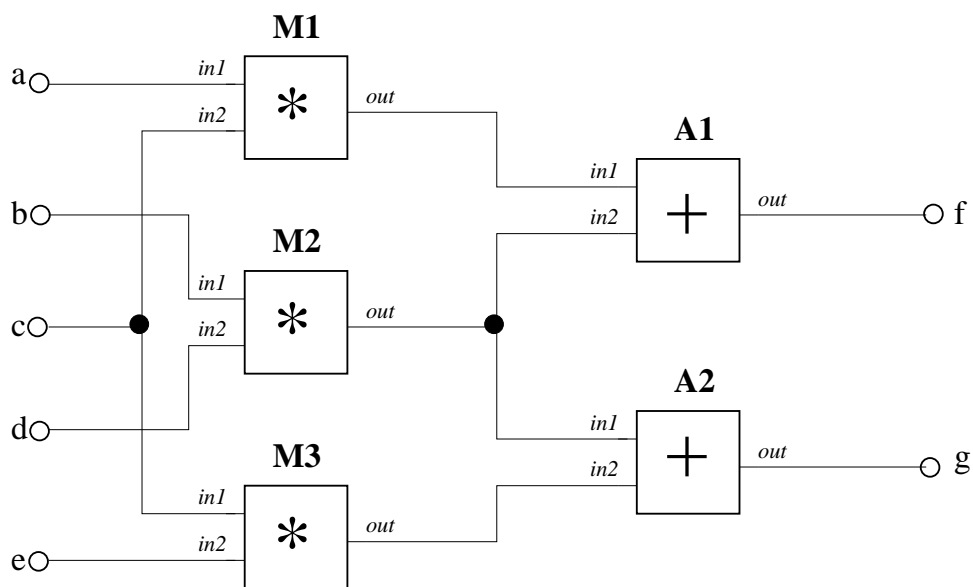 M1
a
in1
*
out
in2
A1
in1
b
in2
+
out
f
M2
in1
c
in2
*
out
A2
d
in1
in2
+
out
g
M3
in1
*
out
e
in2